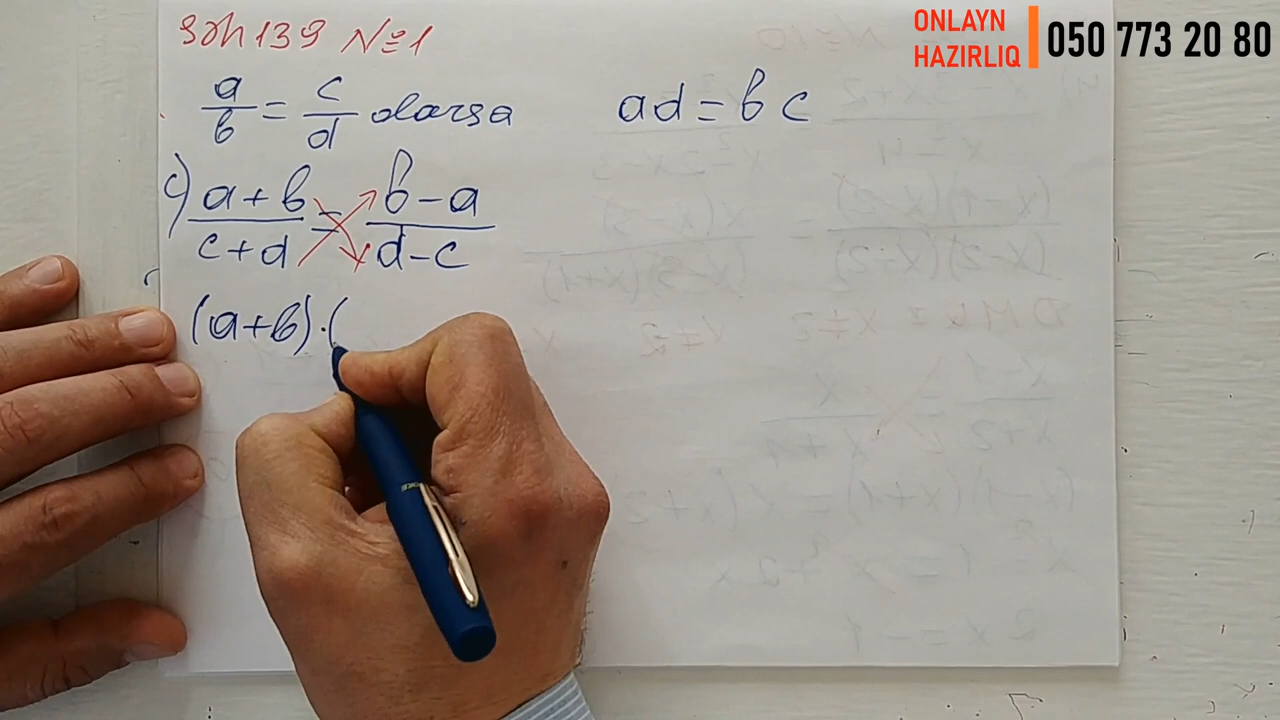 ONLAYN
HAZIRLIQ 050 773 20 80
səh 139 №1
a/b = c/d olarsa ad = bc
c) (a+b)/(c+d) = (b-a)/(d-c)
(a+b)·(